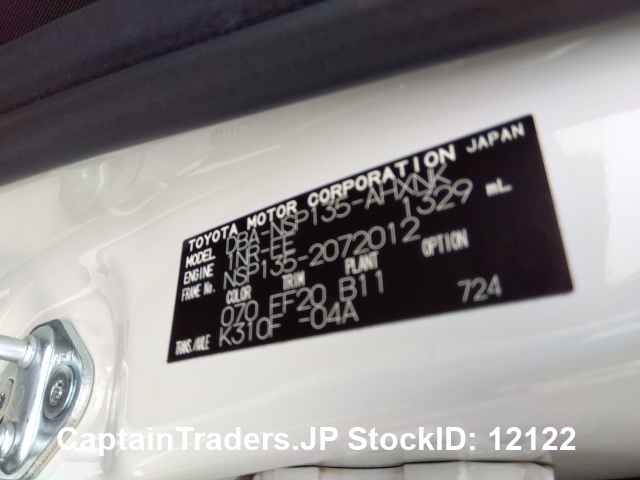 TOYOTA MOTOR CORPORATION JAPAN
MODEL DBA-NSP135-AHXNK
ENGINE 1NR-FE 1329 mL
FRAME No. NSP135-2072012
COLOR TRIM PLANT OPTION
070 EF20 B11
TRANS/AXLE K310F -04A 724
CaptainTraders.JP StockID: 12122